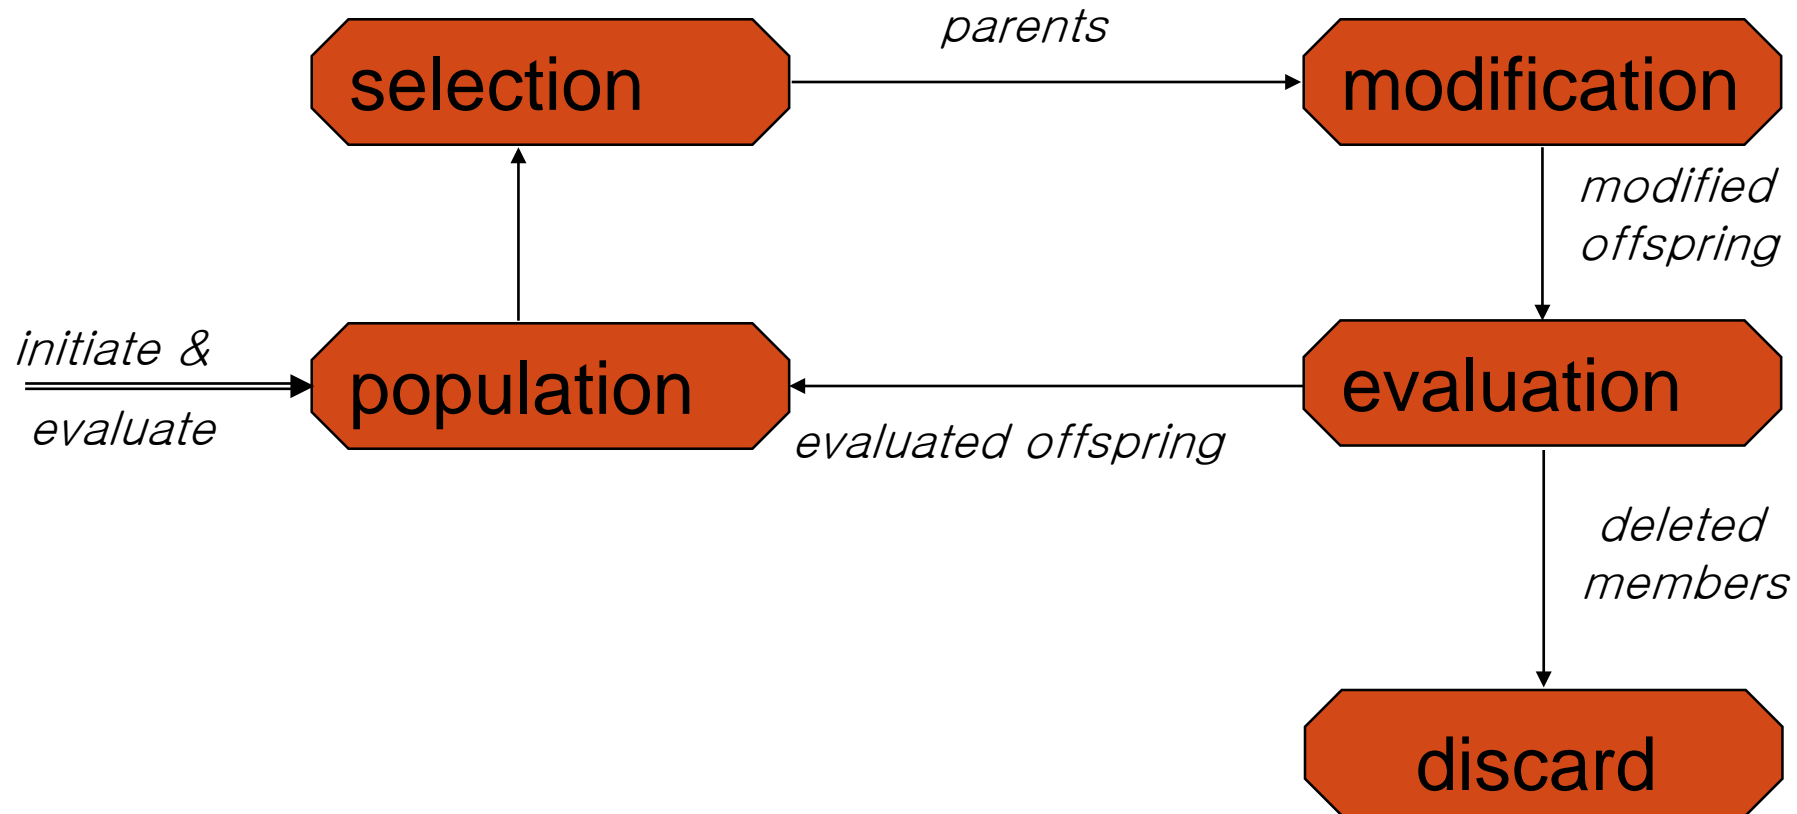 parents
selection
modification
modified
offspring
initiate &
evaluate
population
evaluation
evaluated offspring
deleted
members
discard